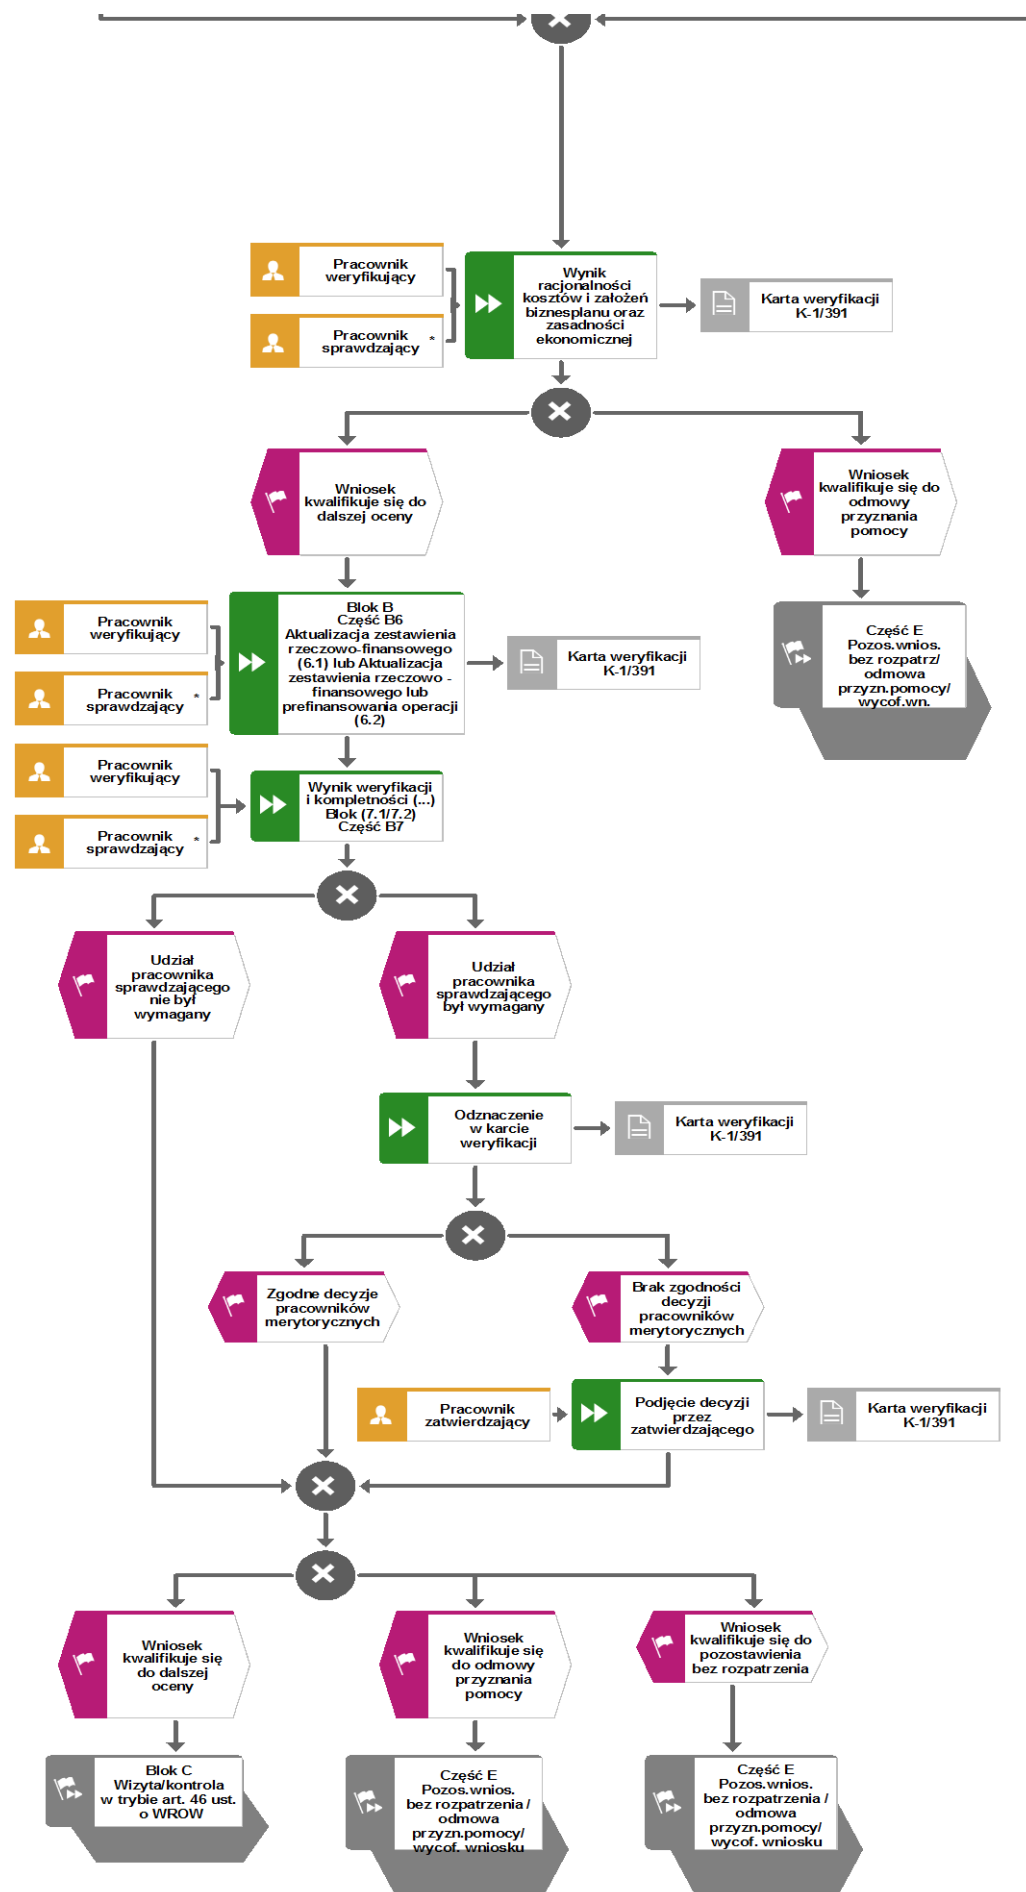 Pracownik
weryfikujący
Pracownik
sprawdzający *
Wynik
racjonalności
kosztów i założeń
biznesplanu oraz
zasadności
ekonomicznej
Karta weryfikacji
K-1/391
Wniosek
kwalifikuje się do
dalszej oceny
Wniosek
kwalifikuje się do
odmowy
przyznania
pomocy
Pracownik
weryfikujący
Pracownik
sprawdzający *
Blok B
Część B6
Aktualizacja zestawienia
rzeczowo-finansowego
(6.1) lub Aktualizacja
zestawienia rzeczowo -
finansowego lub
prefinansowania operacji
(6.2)
Karta weryfikacji
K-1/391
Część E
Pozos.wnios.
bez rozpatrz/
odmowa
przyzn.pomocy/
wycof.wn.
Pracownik
weryfikujący
Pracownik
sprawdzający *
Wynik weryfikacji
i kompletności (...)
Blok (7.1/7.2)
Część B7
Udział
pracownika
sprawdzającego
nie był
wymagany
Udział
pracownika
sprawdzającego
był wymagany
Odznaczenie
w karcie
weryfikacji
Karta weryfikacji
K-1/391
Zgodne decyzje
pracowników
merytorycznych
Brak zgodności
decyzji
pracowników
merytorycznych
Pracownik
zatwierdzający
Podjęcie decyzji
przez
zatwierdzającego
Karta weryfikacji
K-1/391
Wniosek
kwalifikuje się
do dalszej
oceny
Wniosek
kwalifikuje się
do odmowy
przyznania
pomocy
Wniosek
kwalifikuje się do
pozostawienia
bez rozpatrzenia
Blok C
Wizyta/kontrola
w trybie art. 46 ust.
o WROW
Część E
Pozos.wnios.
bez rozpatrzenia /
odmowa
przyzn.pomocy/
wycof. wniosku
Część E
Pozos.wnios.
bez rozpatrzenia /
odmowa
przyzn.pomocy/
wycof. wniosku